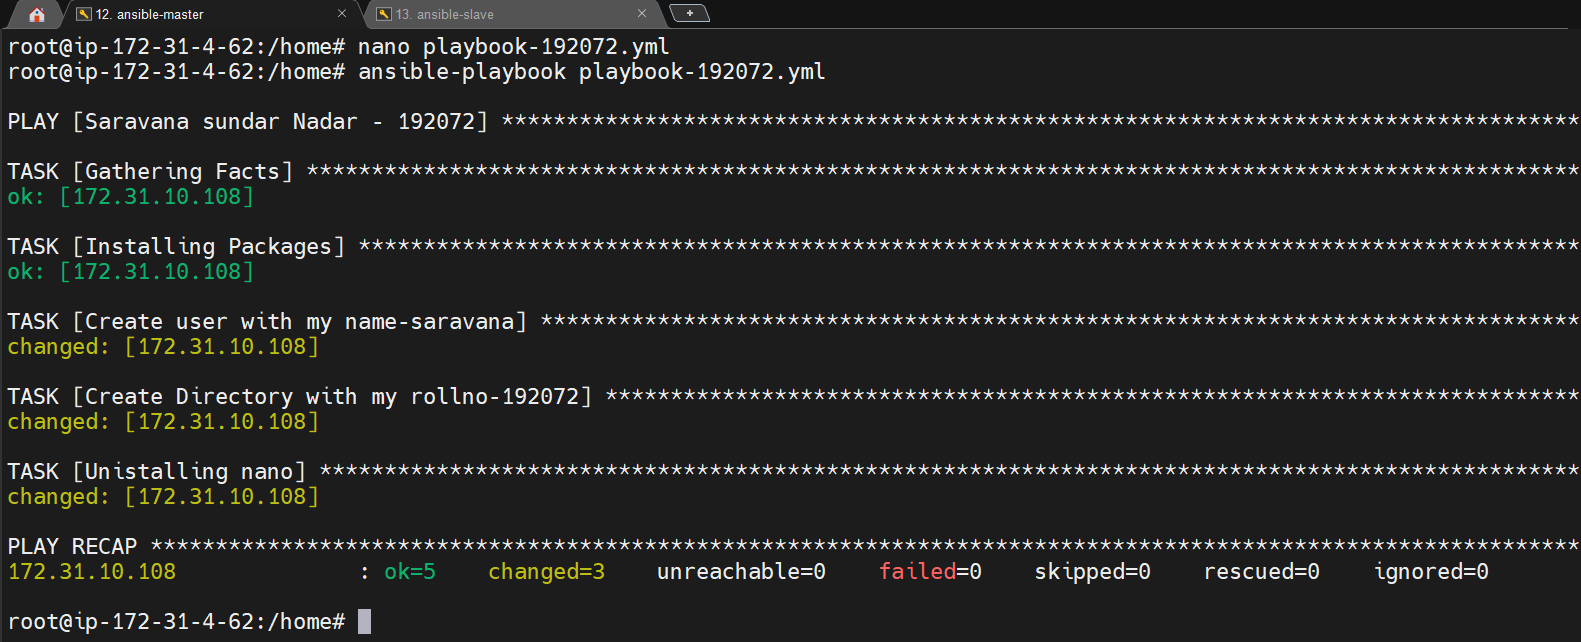 12. ansible-master
13. ansible-slave
root@ip-172-31-4-62:/home# nano playbook-192072.yml
root@ip-172-31-4-62:/home# ansible-playbook playbook-192072.yml
PLAY [Saravana sundar Nadar - 192072] ***********************************************************************************
TASK [Gathering Facts] **************************************************************************************************
ok: [172.31.10.108]
TASK [Installing Packages] **********************************************************************************************
ok: [172.31.10.108]
TASK [Create user with my name-saravana] ********************************************************************************
changed: [172.31.10.108]
TASK [Create Directory with my rollno-192072] ***************************************************************************
changed: [172.31.10.108]
TASK [Unistalling nano] *************************************************************************************************
changed: [172.31.10.108]
PLAY RECAP **************************************************************************************************************
172.31.10.108 : ok=5 changed=3 unreachable=0 failed=0 skipped=0 rescued=0 ignored=0
root@ip-172-31-4-62:/home#